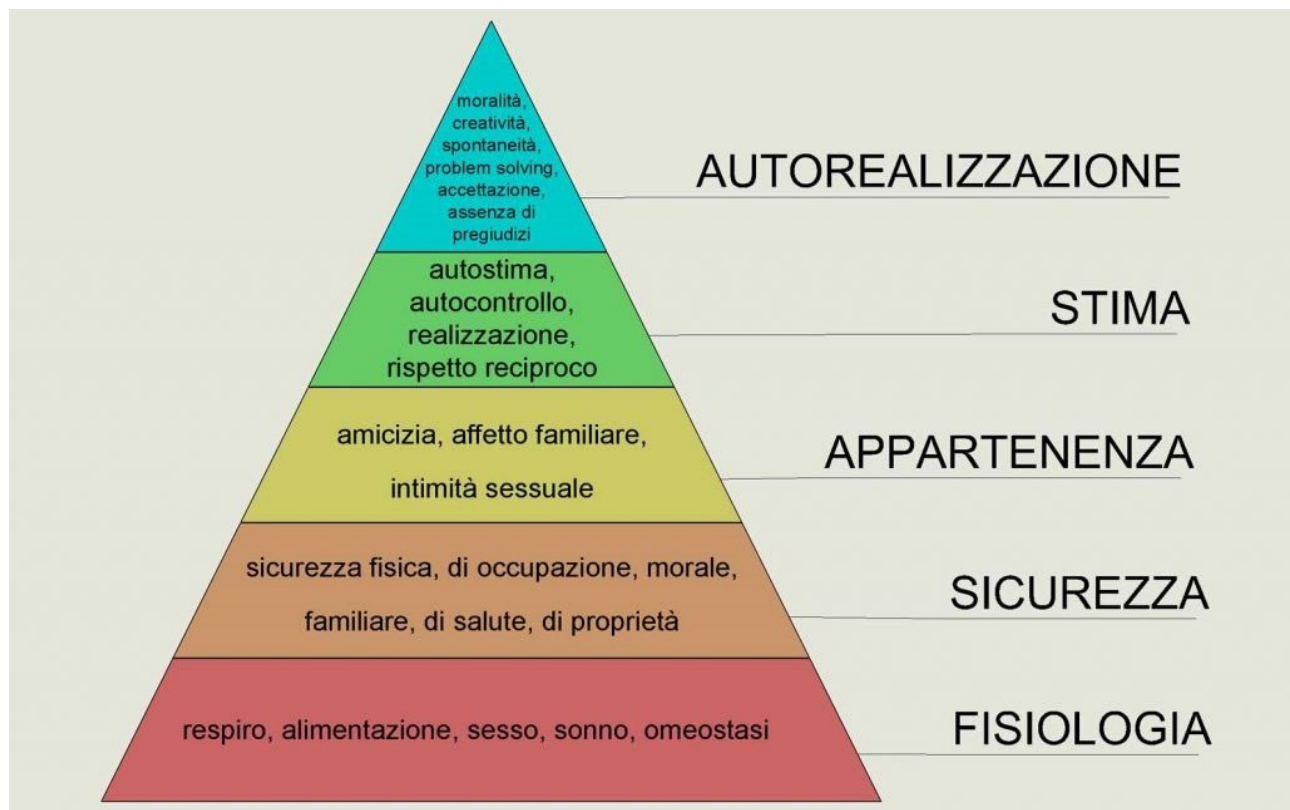 moralità,
creatività,
spontaneità,
problem solving,
accettazione,
assenza di
pregiudizi
AUTOREALIZZAZIONE
autostima,
autocontrollo,
realizzazione,
rispetto reciproco
STIMA
amicizia, affetto familiare,
intimità sessuale
APPARTENENZA
sicurezza fisica, di occupazione, morale,
familiare, di salute, di proprietà
SICUREZZA
respiro, alimentazione, sesso, sonno, omeostasi
FISIOLOGIA